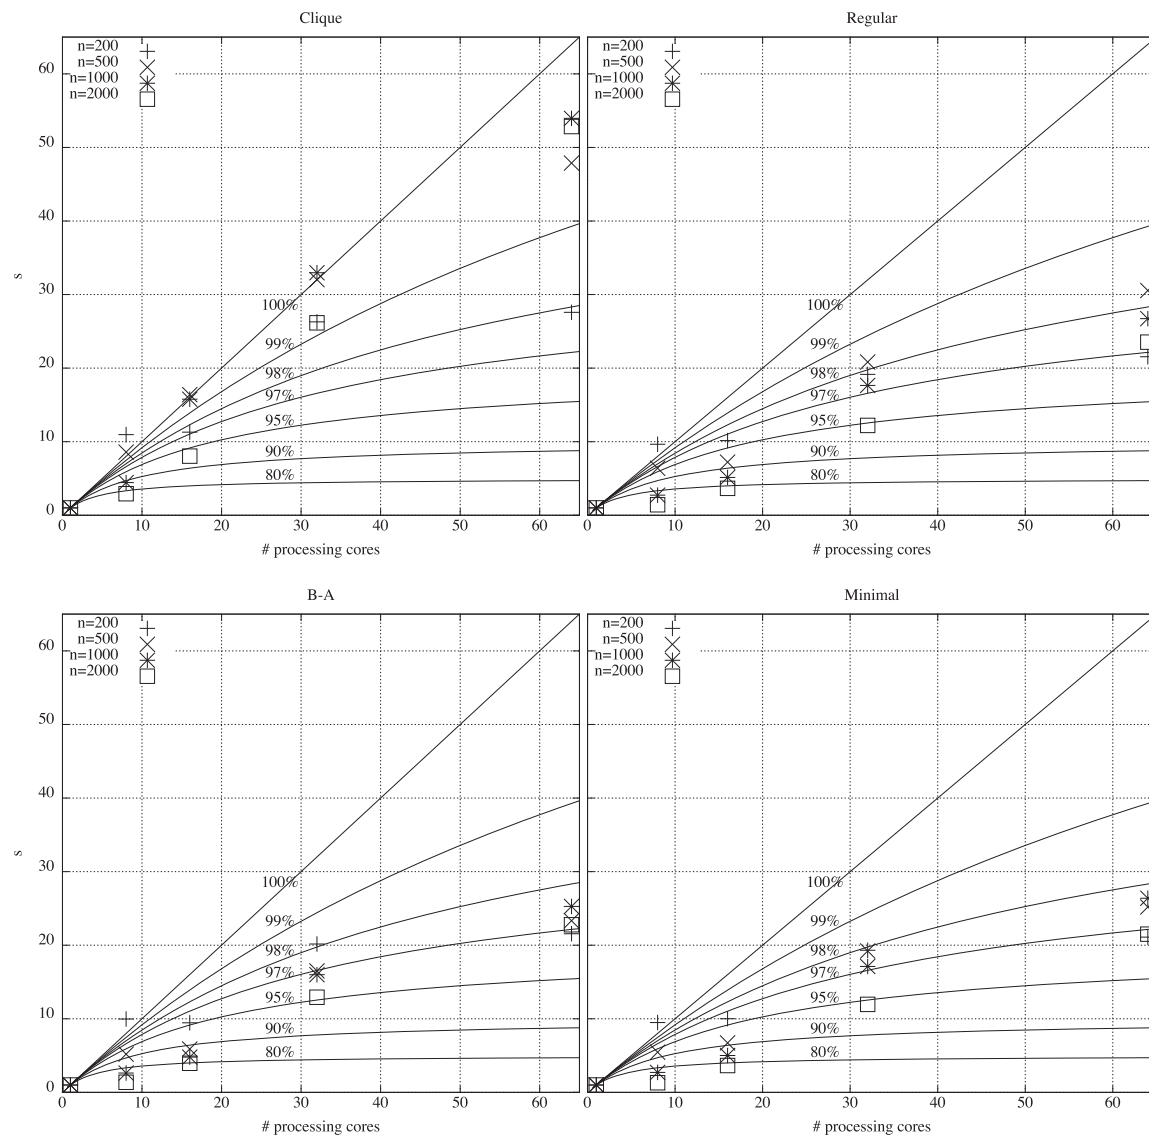 Clique
n=200
n=500
n=1000
n=2000
60
50
40
30
20
10
0
s
100%
99%
98%
97%
95%
90%
80%
0 10 20 30 40 50 60
# processing cores
Regular
n=200
n=500
n=1000
n=2000
100%
99%
98%
97%
95%
90%
80%
0 10 20 30 40 50 60
# processing cores
B-A
n=200
n=500
n=1000
n=2000
60
50
40
30
20
10
0
s
100%
99%
98%
97%
95%
90%
80%
0 10 20 30 40 50 60
# processing cores
Minimal
n=200
n=500
n=1000
n=2000
100%
99%
98%
97%
95%
90%
80%
0 10 20 30 40 50 60
# processing cores